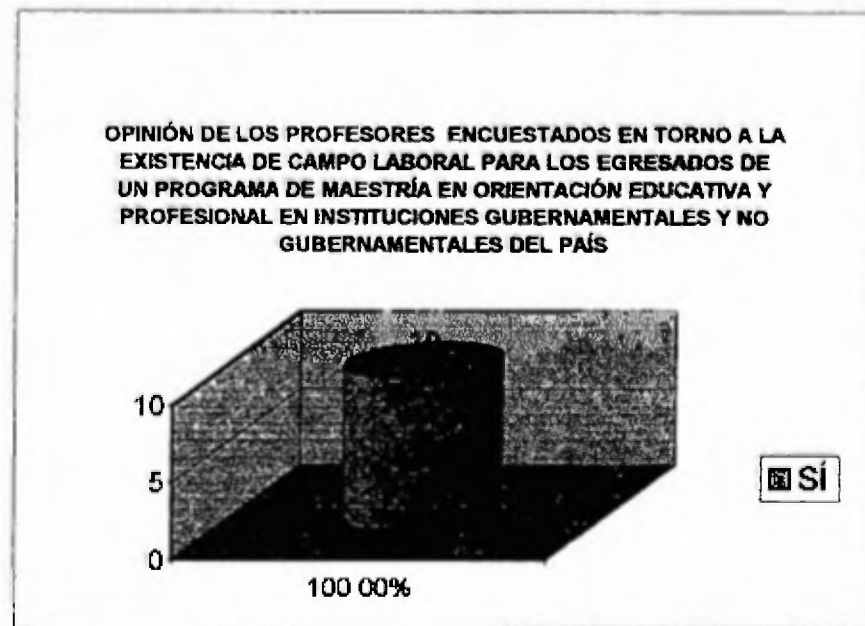 OPINIÓN DE LOS PROFESORES ENCUESTADOS EN TORNO A LA
EXISTENCIA DE CAMPO LABORAL PARA LOS EGRESADOS DE
UN PROGRAMA DE MAESTRÍA EN ORIENTACIÓN EDUCATIVA Y
PROFESIONAL EN INSTITUCIONES GUBERNAMENTALES Y NO
GUBERNAMENTALES DEL PAÍS
10
5
0
100 00%
SÍ